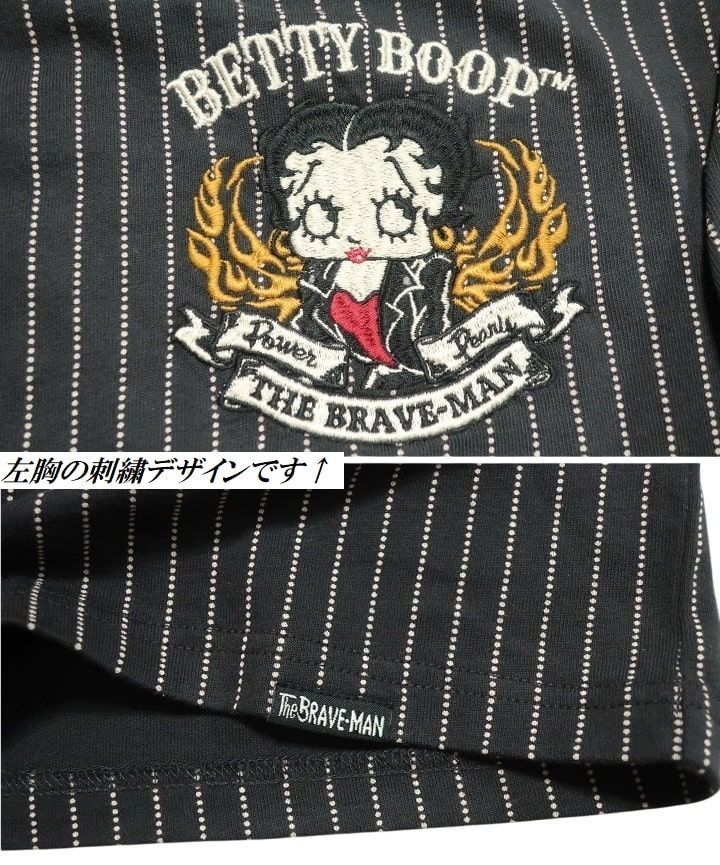 BETTY BOOP™
Power Pearl
THE BRAVE-MAN
左胸の刺繍デザインです↑
The BRAVE-MAN